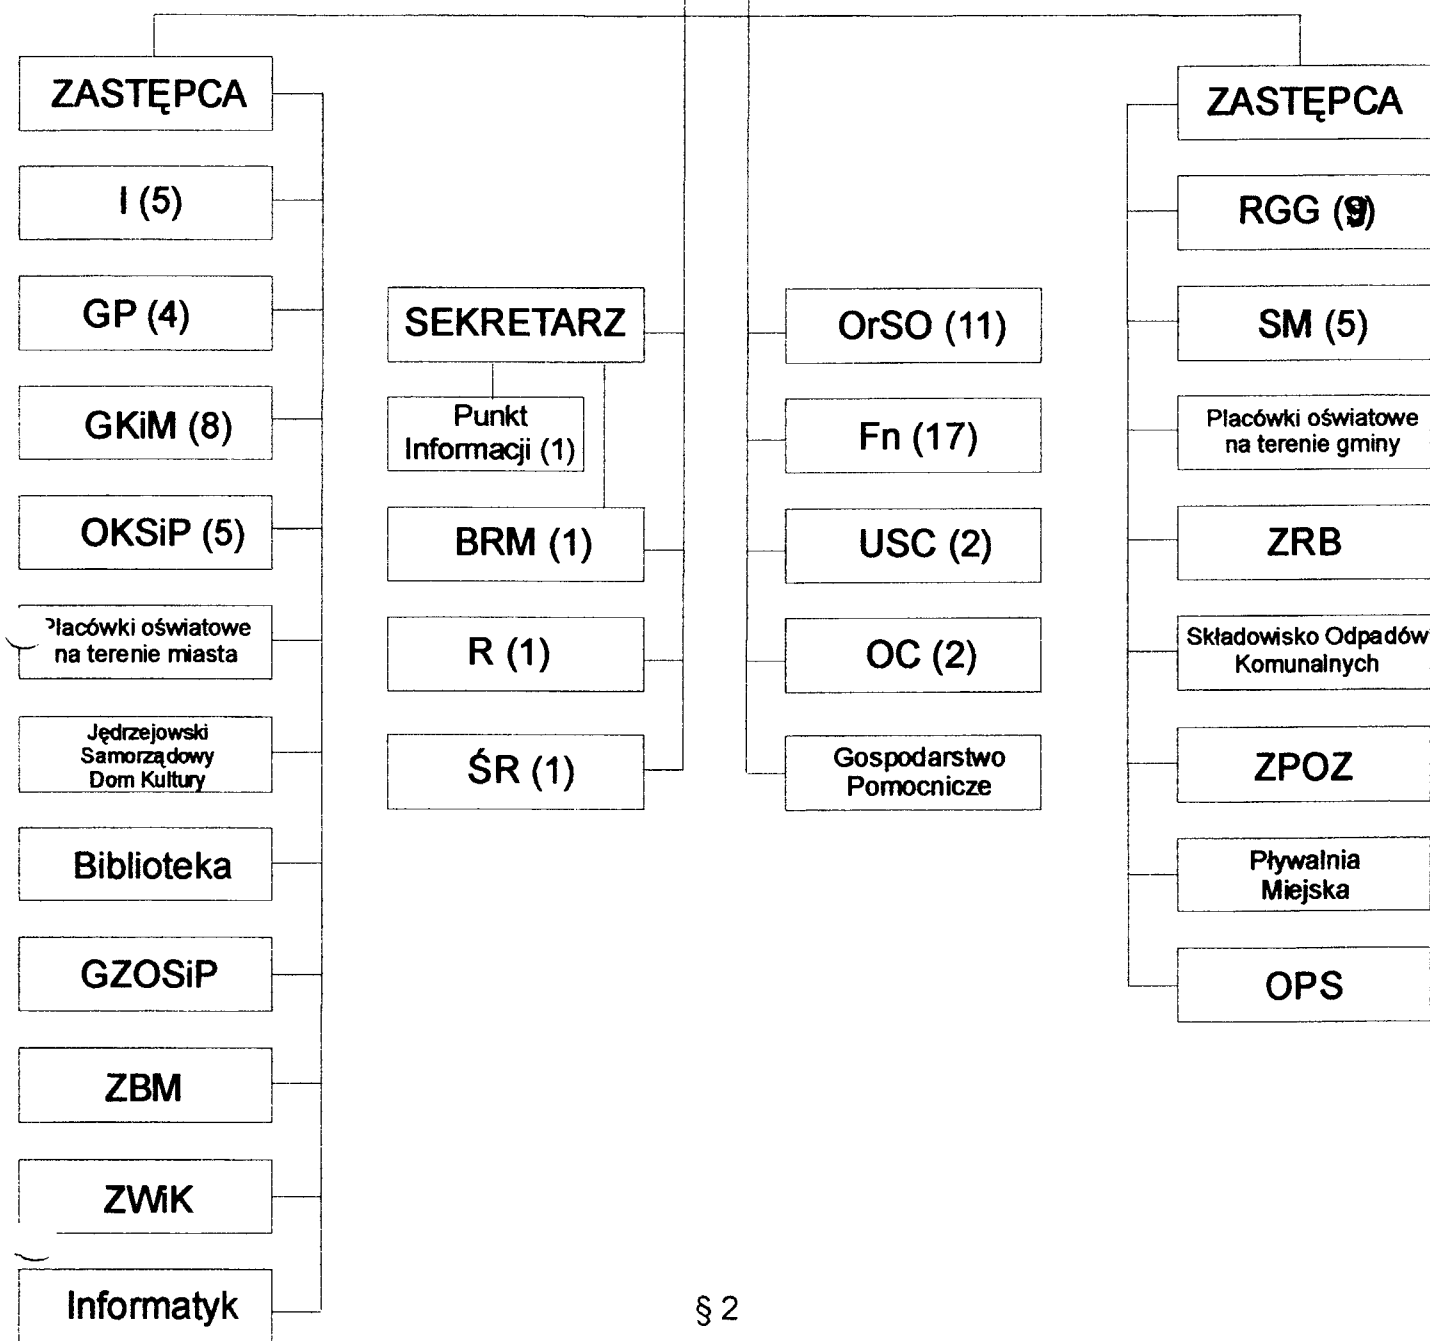 ZASTĘPCA
I (5)
GP (4)
GKiM (8)
OKSiP (5)
Placówki oświatowe
na terenie miasta
Jędrzejowski
Samorządowy
Dom Kultury
Biblioteka
GZOSiP
ZBM
ZWiK
Informatyk
SEKRETARZ
Punkt
Informacji (1)
BRM (1)
R (1)
ŚR (1)
OrSO (11)
Fn (17)
USC (2)
OC (2)
Gospodarstwo
Pomocnicze
ZASTĘPCA
RGG (9)
SM (5)
Placówki oświatowe
na terenie gminy
ZRB
Składowisko Odpadów
Komunalnych
ZPOZ
Pływalnia
Miejska
OPS
§ 2